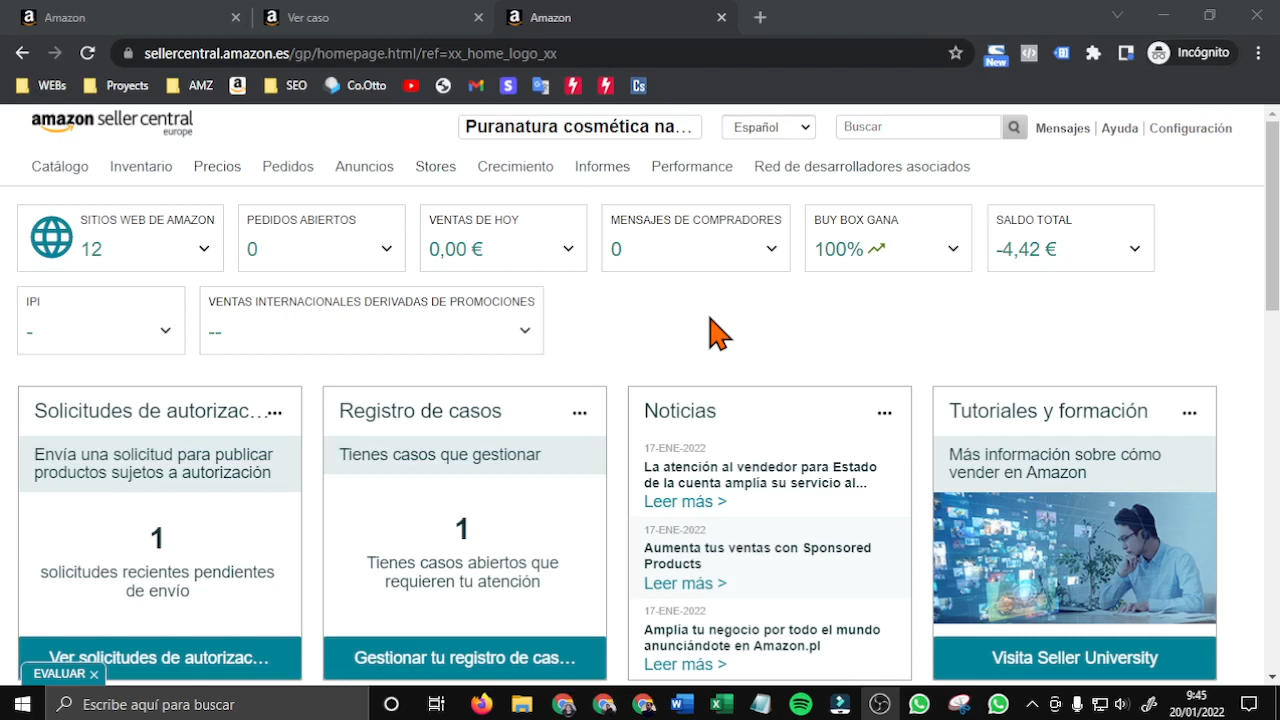 Amazon
Ver caso
Amazon
sellercentral.amazon.es/gp/homepage.html/ref=xx_home_logo_xx
New
Incógnito
WEBs
Proyects
AMZ
SEO
Co.Otto
Cs
amazon seller central
europe
Puranatura cosmética na...
Español
Buscar
Mensajes | Ayuda | Configuración
Catálogo
Inventario
Precios
Pedidos
Anuncios
Stores
Crecimiento
Informes
Performance
Red de desarrolladores asociados
SITIOS WEB DE AMAZON
12
PEDIDOS ABIERTOS
0
VENTAS DE HOY
0,00 €
MENSAJES DE COMPRADORES
0
BUY BOX GANA
100%
SALDO TOTAL
-4,42 €
IPI
-
VENTAS INTERNACIONALES DERIVADAS DE PROMOCIONES
--
Solicitudes de autorizac...
Envía una solicitud para publicar
productos sujetos a autorización
1
solicitudes recientes pendientes
de envío
Ver solicitudes de autorizac...
Registro de casos
Tienes casos que gestionar
1
Tienes casos abiertos que
requieren tu atención
Gestionar tu registro de cas...
Noticias
17-ENE-2022
La atención al vendedor para Estado
de la cuenta amplía su servicio al...
Leer más >
17-ENE-2022
Aumenta tus ventas con Sponsored
Products
Leer más >
17-ENE-2022
Amplía tu negocio por todo el mundo
anunciándote en Amazon.pl
Leer más >
Tutoriales y formación
Más información sobre cómo
vender en Amazon
Visita Seller University
EVALUAR
Escribe aquí para buscar
9:45
20/01/2022